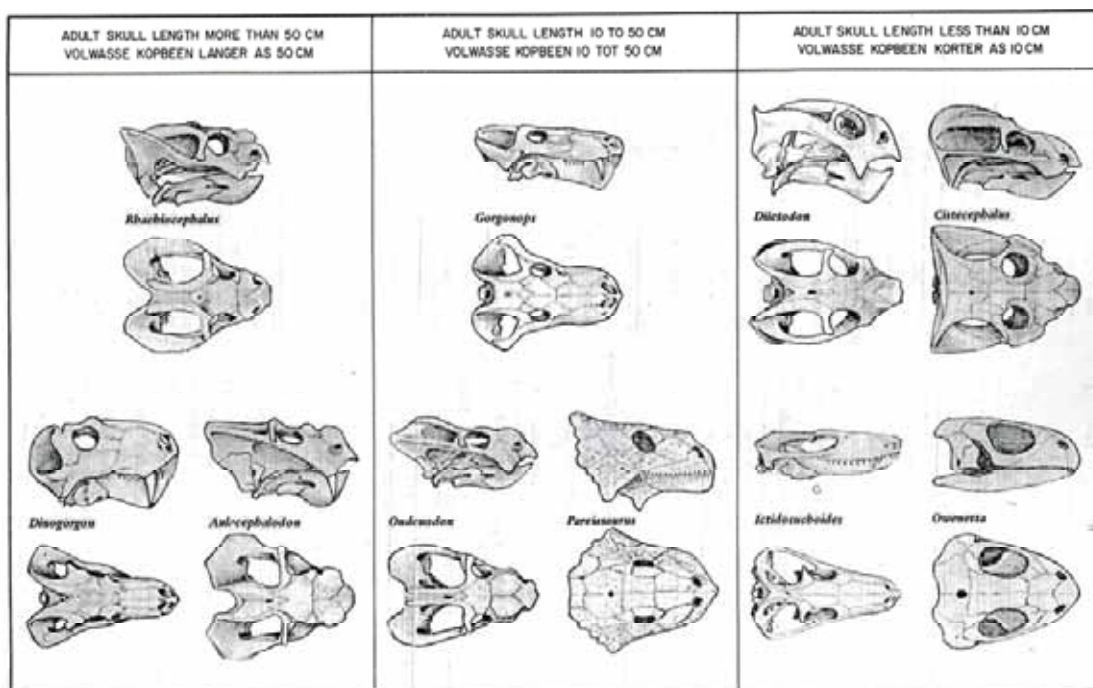 ADULT SKULL LENGTH MORE THAN 50 CM
VOLWASSE KOPBEEN LANGER AS 50 CM
ADULT SKULL LENGTH 10 TO 50 CM
VOLWASSE KOPBEEN 10 TOT 50 CM
ADULT SKULL LENGTH LESS THAN 10 CM
VOLWASSE KOPBEEN KORTER AS 10 CM
Rhachiocephalus
Gorgonops
Diictodon
Cistecephalus
Dinogorgon
Aulacephalodon
Oudenodon
Pareiasaurus
Ictidosuchoides
Owenetta